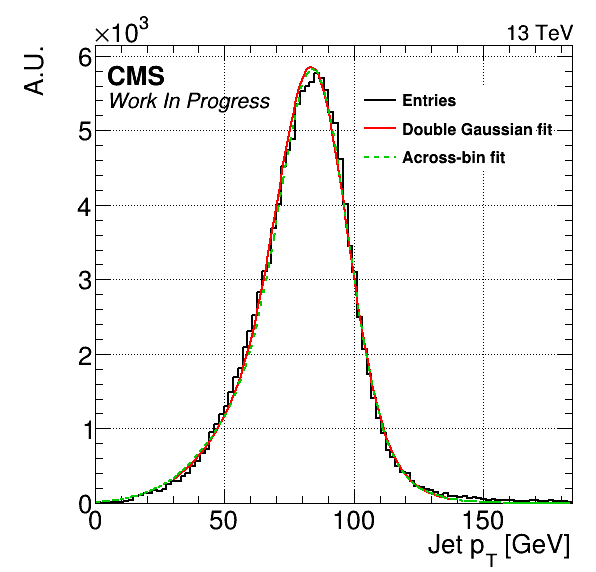 ×10³
13 TeV
A.U.
CMS
Work In Progress
Entries
Double Gaussian fit
Across-bin fit
6
5
4
3
2
1
0
0 50 100 150
Jet p_T [GeV]